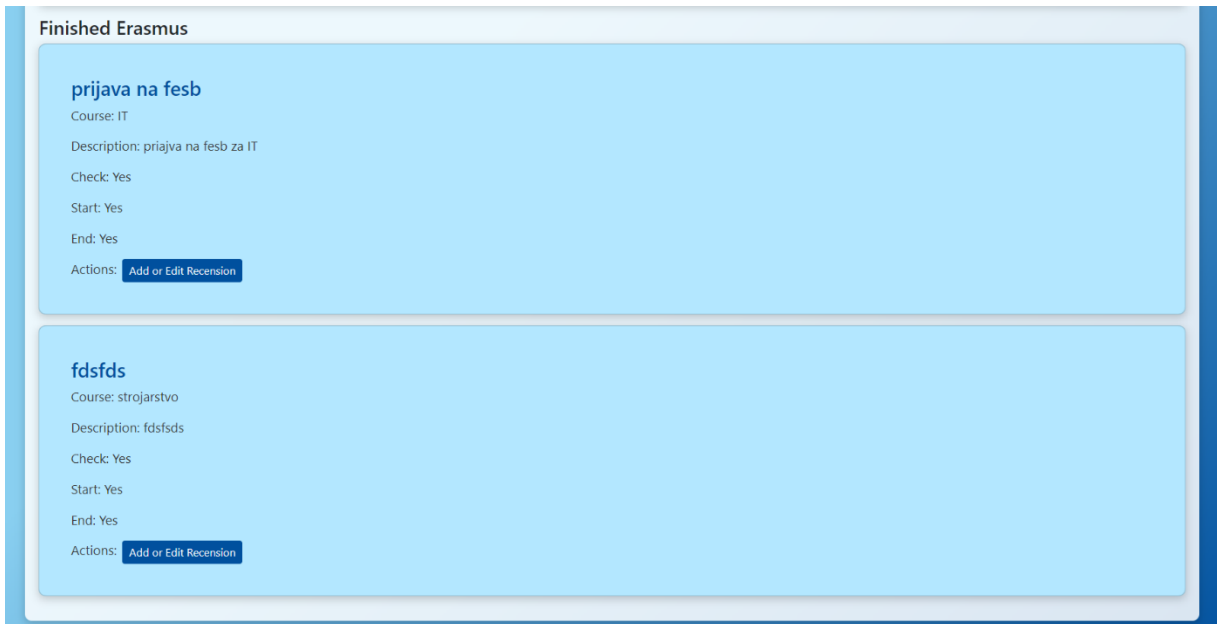 Finished Erasmus
prijava na fesb
Course: IT
Description: priajva na fesb za IT
Check: Yes
Start: Yes
End: Yes
Actions: Add or Edit Recension
fdsfds
Course: strojarstvo
Description: fdsfsds
Check: Yes
Start: Yes
End: Yes
Actions: Add or Edit Recension